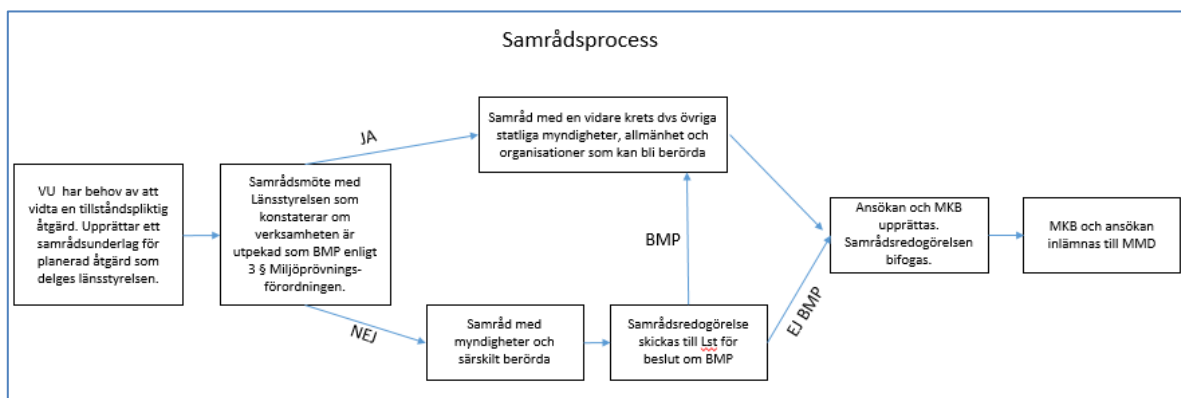 Samrådsprocess
VU har behov av att
vidta en tillståndspliktig
åtgärd. Upprättar ett
samrådsunderlag för
planerad åtgärd som
delges länsstyrelsen.
Samrådsmöte med
Länsstyrelsen som
konstaterar om
verksamheten är
utpekad som BMP enligt
3 § Miljöprövnings-
förordningen.
JA
Samråd med en vidare krets dvs övriga
statliga myndigheter, allmänhet och
organisationer som kan bli berörda
NEJ
Samråd med
myndigheter och
särskilt berörda
Samrådsredogörelse
skickas till Lst för
beslut om BMP
BMP
EJ BMP
Ansökan och MKB
upprättas.
Samrådsredogörelsen
bifogas.
MKB och ansökan
inlämnas till MMD